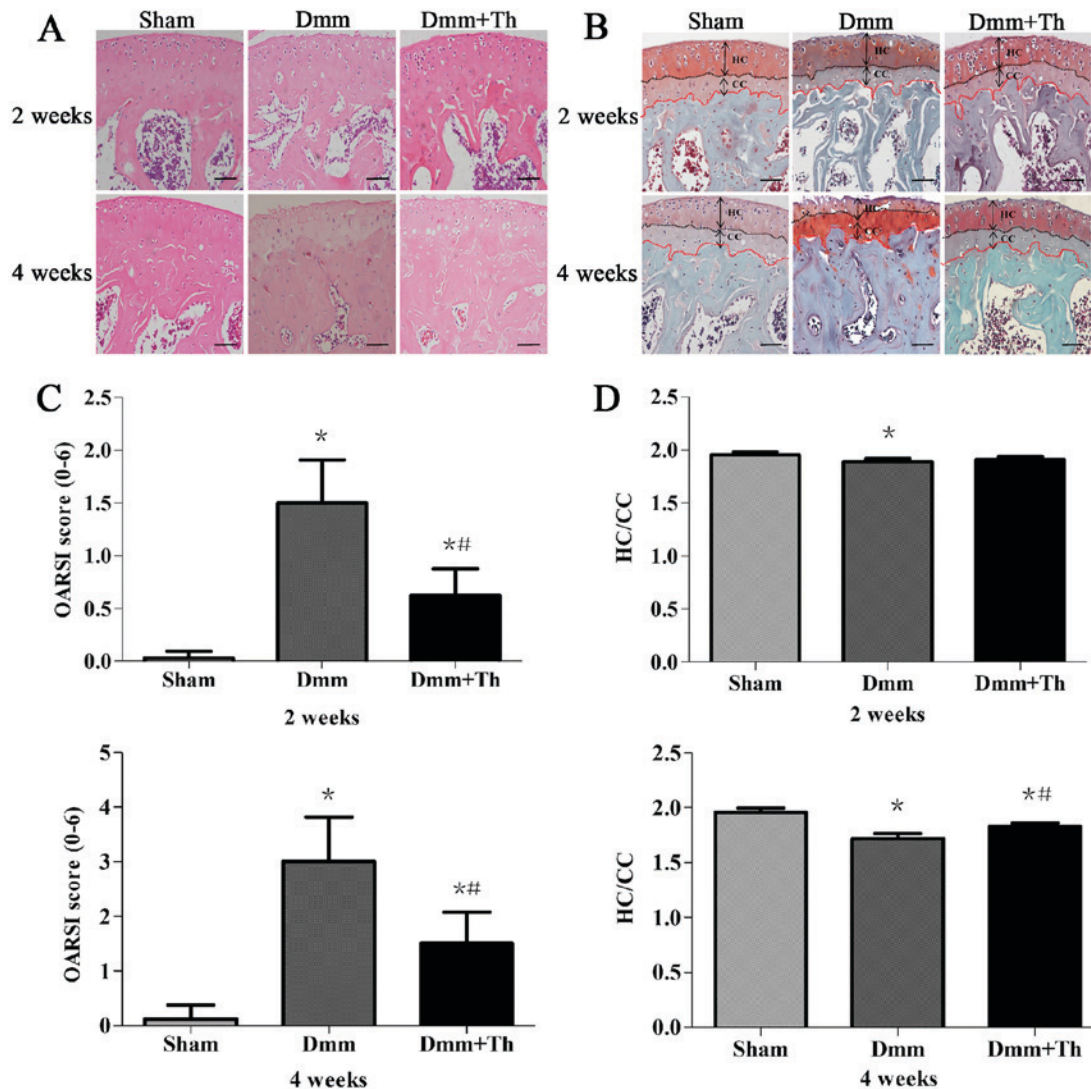 A
Sham
Dmm
Dmm+Th
2 weeks
4 weeks
B
Sham
Dmm
Dmm+Th
2 weeks
HC
CC
HC
CC
HC
CC
4 weeks
HC
CC
HC
CC
HC
CC
C
OARSI score (0-6)
2.5
2.0
1.5
1.0
0.5
0.0
*
*#
Sham
Dmm
Dmm+Th
2 weeks
D
HC/CC
2.5
2.0
1.5
1.0
0.5
0.0
*
Sham
Dmm
Dmm+Th
2 weeks
OARSI score (0-6)
5
4
3
2
1
0
*
*#
Sham
Dmm
Dmm+Th
4 weeks
HC/CC
2.5
2.0
1.5
1.0
0.5
0.0
*
*#
Sham
Dmm
Dmm+Th
4 weeks